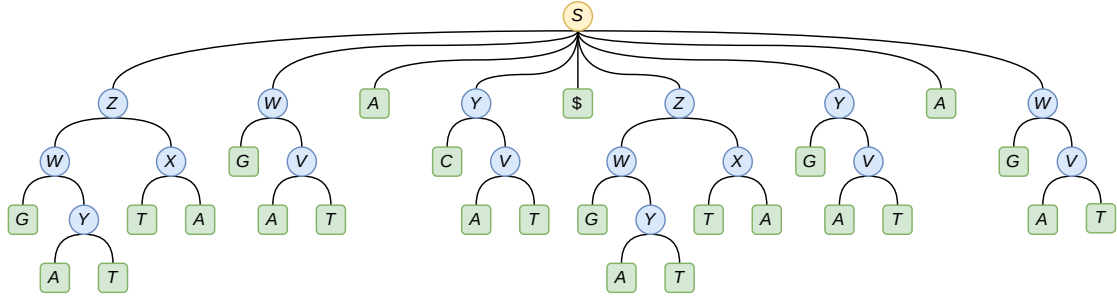 S
Z W A Y $ Z Y A W
W X G V C V W X G V G V
G Y T A A T A T G Y T A A T A T
A T A T